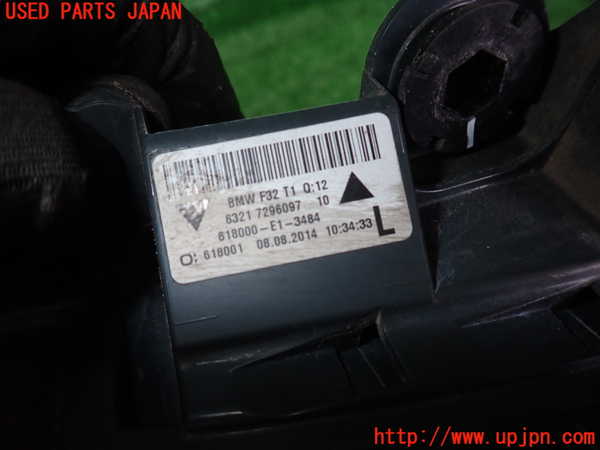 USED PARTS JAPAN
BMW F32 T1 Q:12
6321 7296097 10
618000-E1-3484
O: 618001 08.08.2014 10:34:33
L
http://www.upjpn.com/